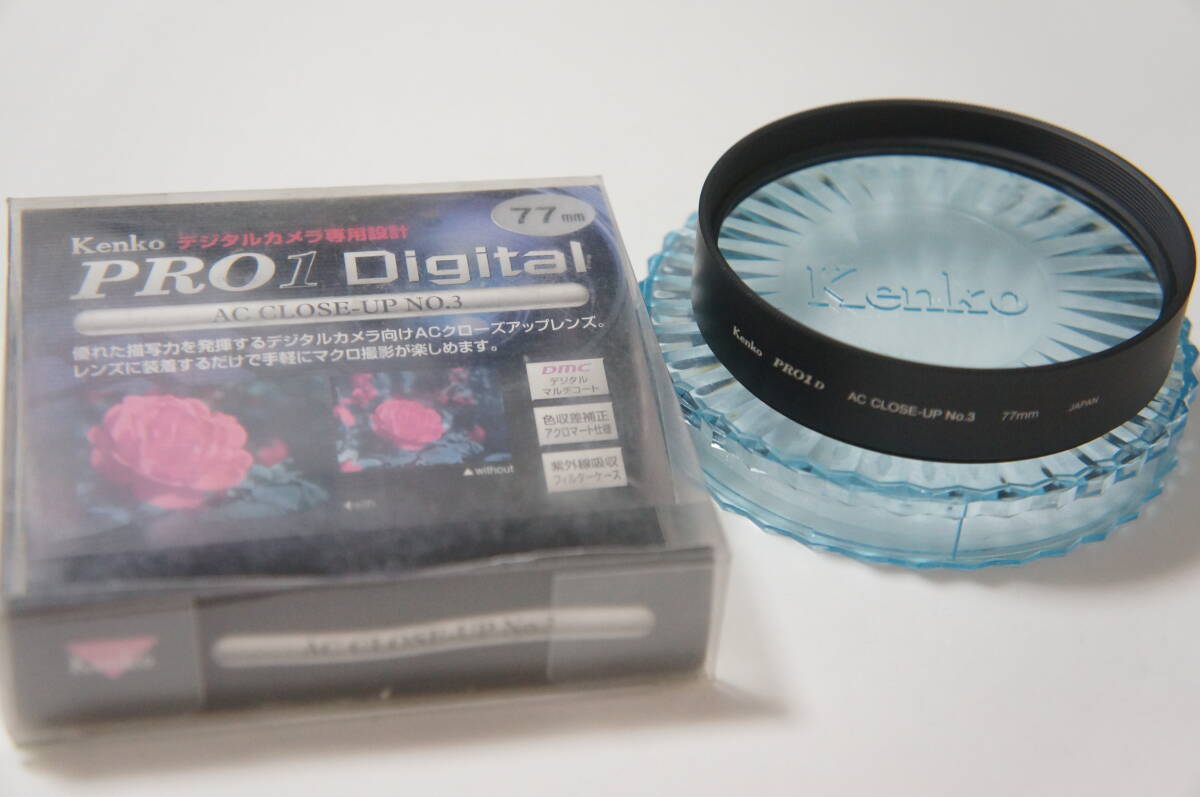 77mm
Kenko デジタルカメラ専用設計
PRO1 Digital
AC CLOSE-UP NO.3
優れた描写力を発揮するデジタルカメラ向けACクローズアップレンズ。
レンズに装着するだけで手軽にマクロ撮影が楽しめます。
DMC
デジタル
マルチコート
色収差補正
アクロマート仕様
紫外線吸収
フィルターケース
▲without
◀with
Kenko
AC CLOSE-UP No.
Kenko
Kenko PRO1D AC CLOSE-UP No.3 77mm JAPAN